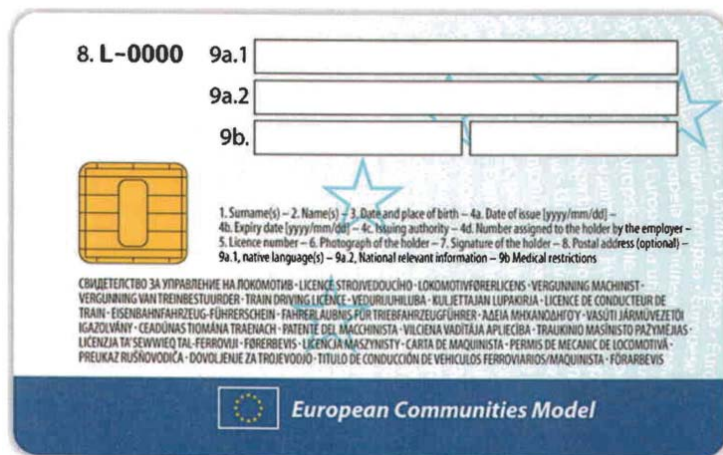 8. L-0000 9a.1
9a.2
9b.
1. Surname(s) – 2. Name(s) – 3. Date and place of birth – 4a. Date of issue [yyyy/mm/dd] –
4b. Expiry date [yyyy/mm/dd] – 4c. Issuing authority – 4d. Number assigned to the holder by the employer –
5. Licence number – 6. Photograph of the holder – 7. Signature of the holder – 8. Postal address (optional) –
9a.1, native language(s) – 9a.2, National relevant information – 9b Medical restrictions
СВИДЕТЕЛСТВО ЗА УПРАВЛЕНИЕ НА ЛОКОМОТИВ · LICENCE STROJVEDOUCÍHO · LOKOMOTIVFØRERLICENS · VERGUNNING MACHINIST ·
VERGUNNING VAN TREINBESTUURDER · TRAIN DRIVING LICENCE · VEDURIJUHILUBA · KULJETTAJAN LUPAKIRJA · LICENCE DE CONDUCTEUR DE
TRAIN · EISENBAHNFAHRZEUG-FÜHRERSCHEIN · FAHRERLAUBNIS FÜR TRIEBFAHRZEUGFÜHRER · ΆΔΕΙΑ ΜΗΧΑΝΟΔΗΓΟΥ · VASÚTI JÁRMŰVEZETŐI
IGAZOLVÁNY · CEADÚNAS TIOMÁNA TRAENACH · PATENTE DEL MACCHINISTA · VILCIENA VADĪTĀJA APLIECĪBA · TRAUKINIO MAŠINISTO PAŽYMĖJIAS ·
LIĊENZJA TA' SEWWIEQ TAL-FERROVIJI · FØRERBEVIS · LICENCJA MASZYNISTY · CARTA DE MAQUINISTA · PERMIS DE MECANIC DE LOCOMOTIVĂ ·
PREUKAZ RUŠŇOVODIČA · DOVOLJENJE ZA TROJEVODJO · TITULO DE CONDUCCIÓN DE VEHICULOS FERROVIARIOS/MAQUINISTA · FÖRARBEVIS
European Communities Model